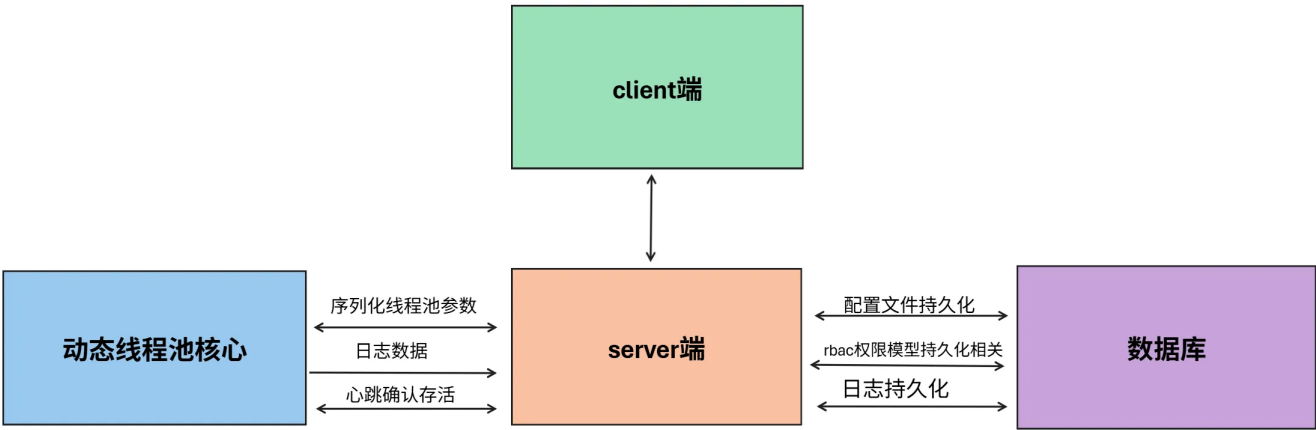 client端
动态线程池核心
序列化线程池参数
日志数据
心跳确认存活
server端
配置文件持久化
rbac权限模型持久化相关
日志持久化
数据库